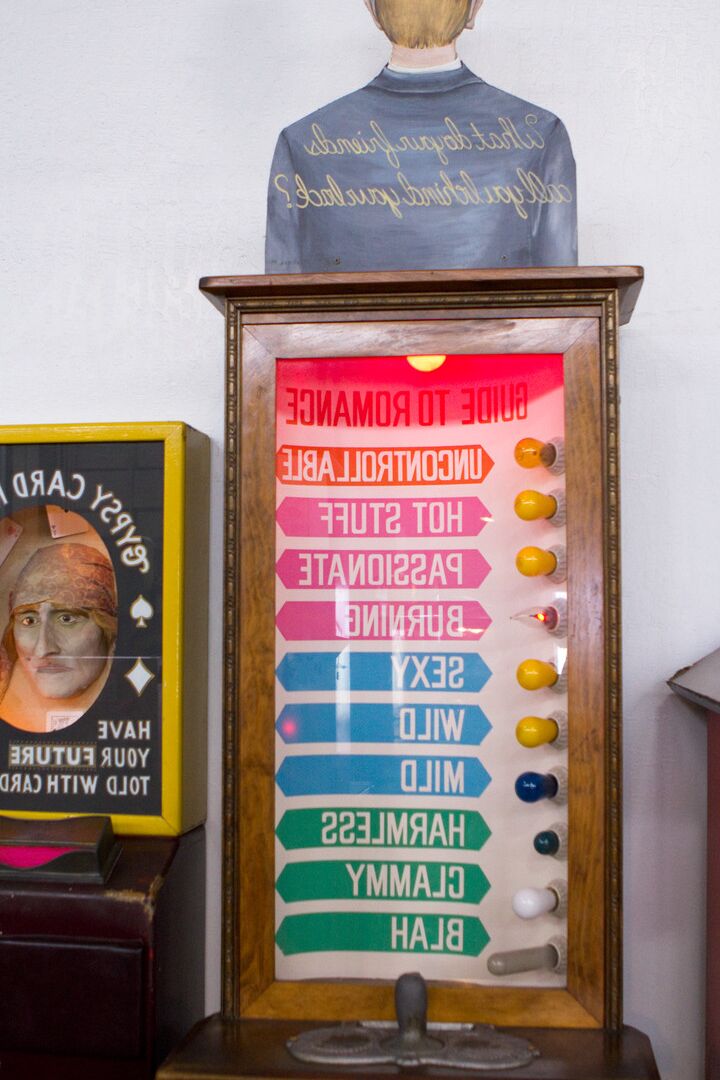 What do your friends
call you behind your back?
GUIDE TO ROMANCE
UNCONTROLLABLE
HOT STUFF
PASSIONATE
BURNING
SEXY
WILD
MILD
HARMLESS
CLAMMY
BLAH
GYPSY CARD
HAVE
YOUR FUTURE
TOLD WITH CARD